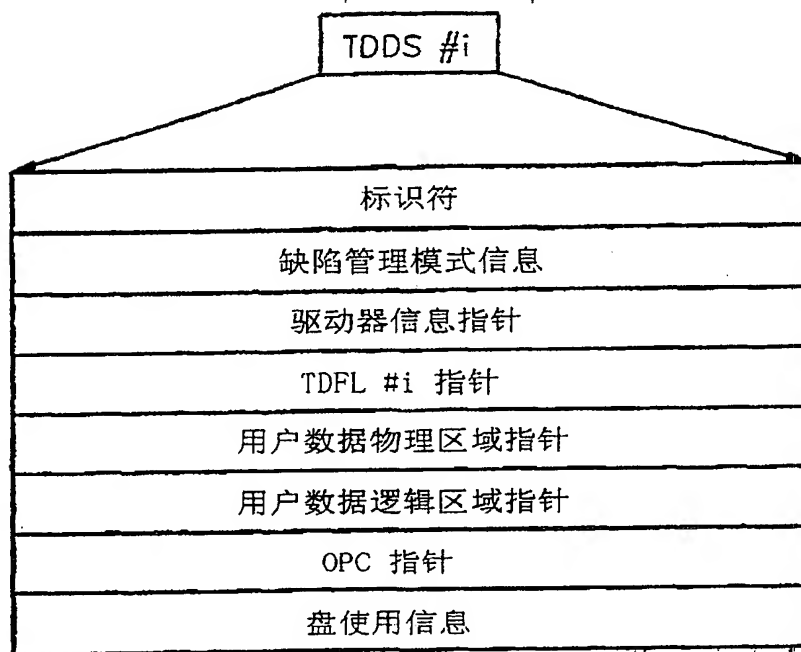 TDDS #i
标识符
缺陷管理模式信息
驱动器信息指针
TDFL #i 指针
用户数据物理区域指针
用户数据逻辑区域指针
OPC 指针
盘使用信息